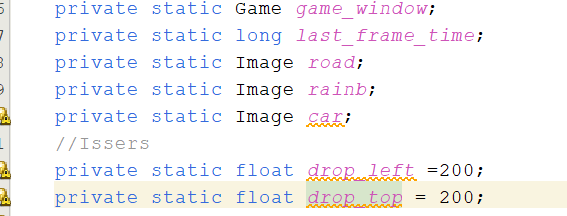 private static Game game_window;
private static long last_frame_time;
private static Image road;
private static Image rainb;
private static Image car;
//Issers
private static float drop_left =200;
private static float drop_top = 200;